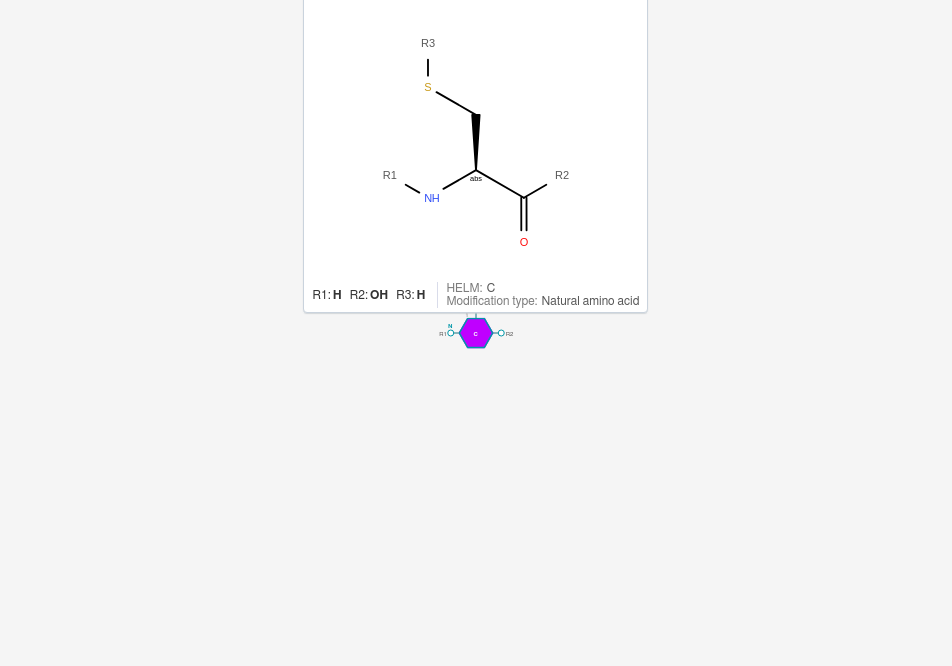 R3
S
R1
R2
abs
NH
O
R1: H R2: OH R3: H
HELM: C
Modification type: Natural amino acid
N
R1
c
R2